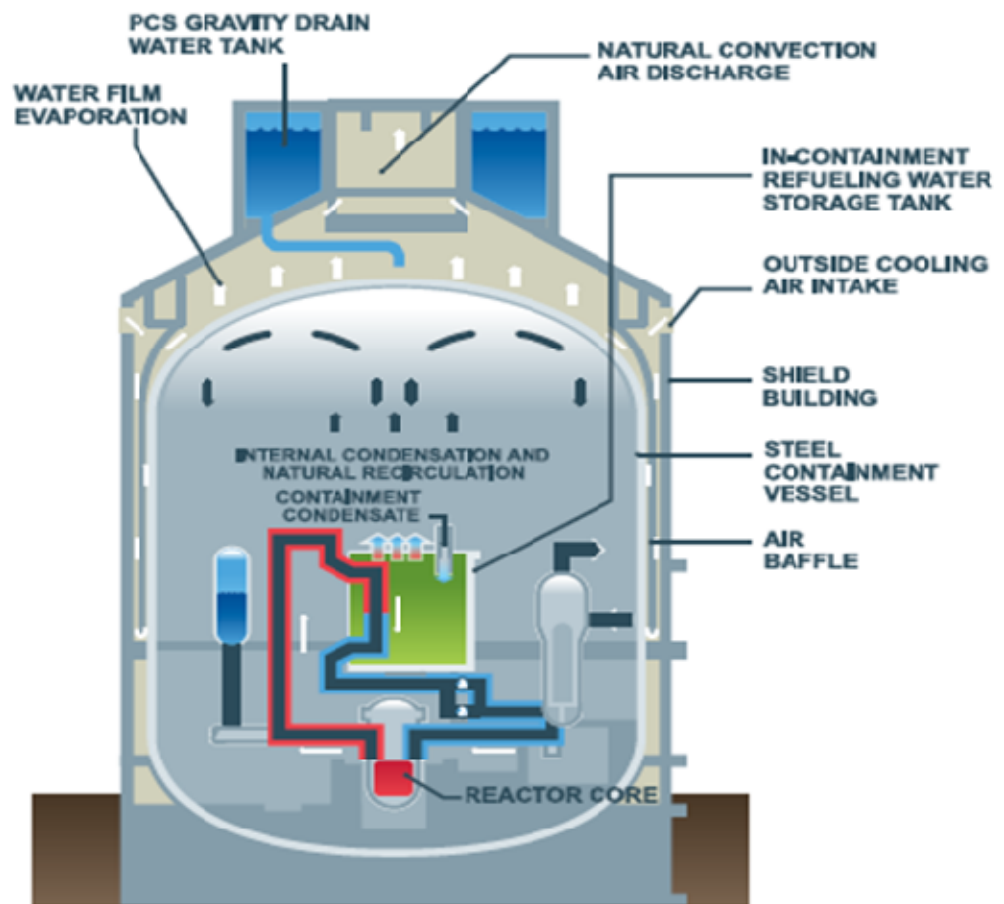 PCS GRAVITY DRAIN
WATER TANK
NATURAL CONVECTION
AIR DISCHARGE
WATER FILM
EVAPORATION
IN-CONTAINMENT
REFUELING WATER
STORAGE TANK
OUTSIDE COOLING
AIR INTAKE
SHIELD
BUILDING
STEEL
CONTAINMENT
VESSEL
INTERNAL CONDENSATION AND
NATURAL RECIRCULATION
CONTAINMENT
CONDENSATE
AIR
BAFFLE
REACTOR CORE